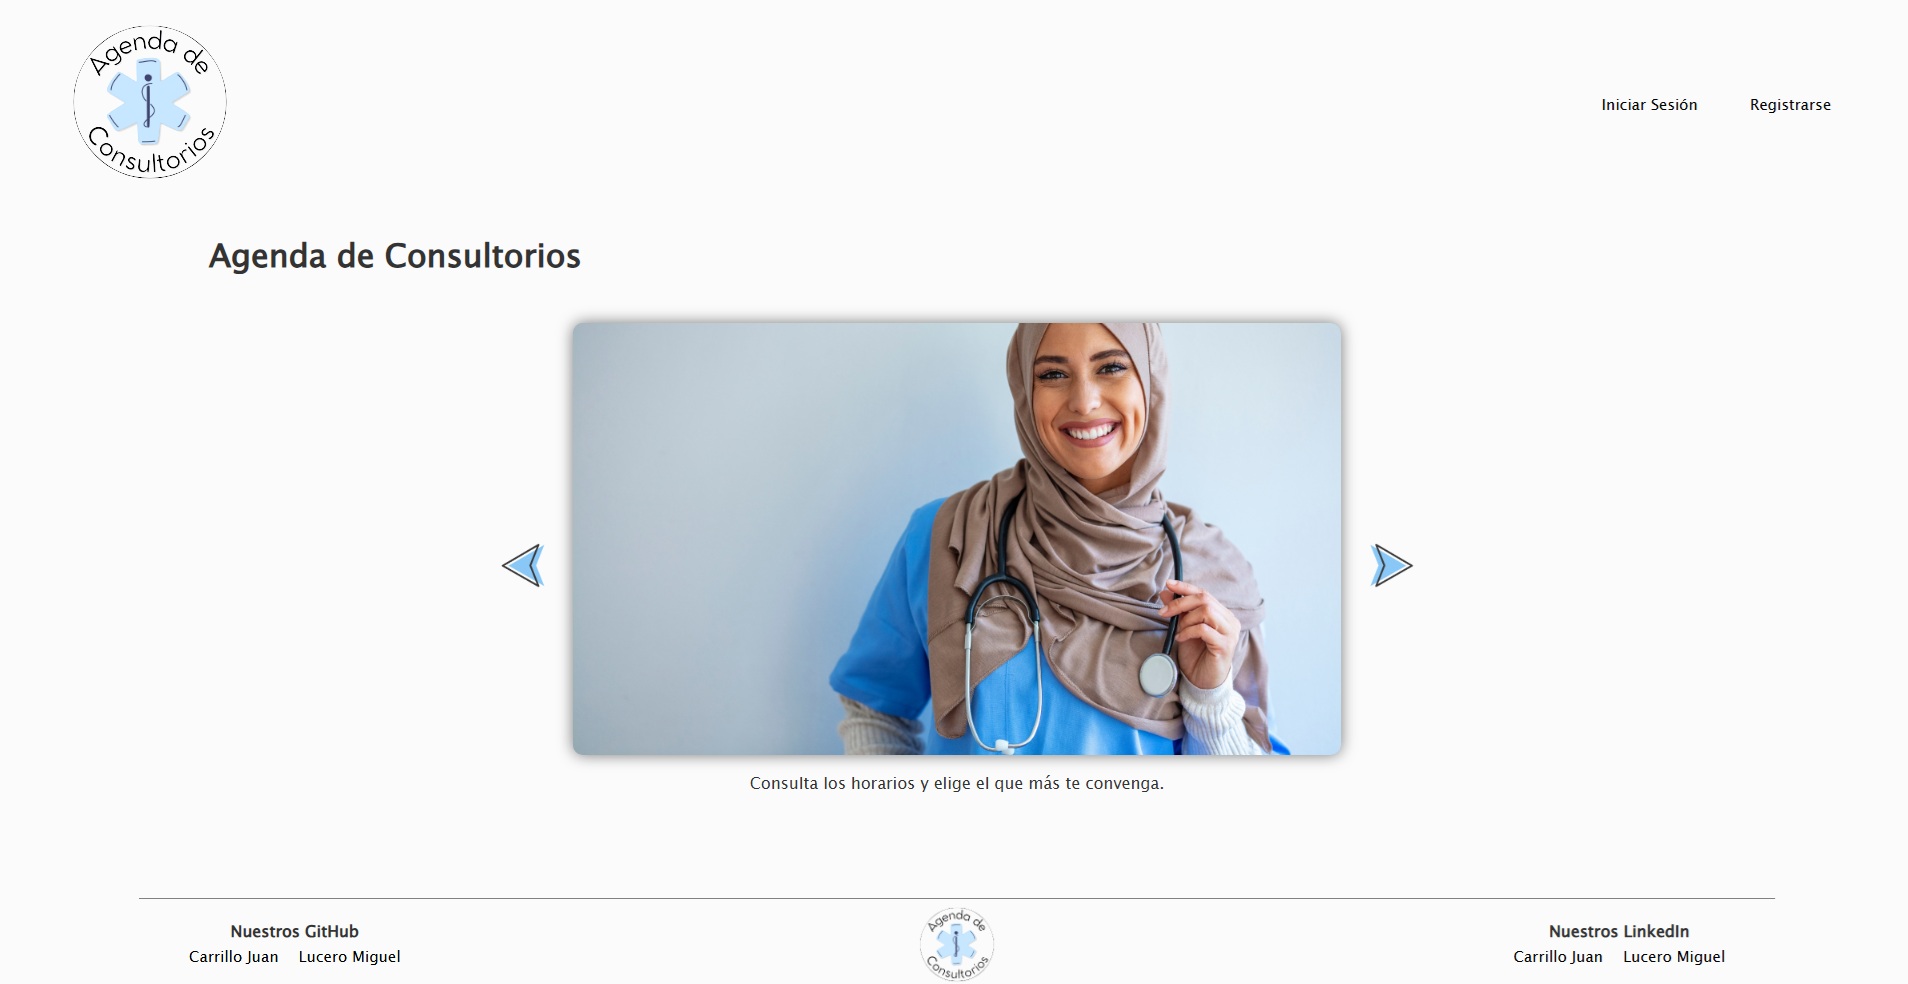 Agenda de
Consultorios
Iniciar Sesión Registrarse
Agenda de Consultorios
Consulta los horarios y elige el que más te convenga.
Nuestros GitHub
Carrillo Juan Lucero Miguel
Agenda de
Consultorios
Nuestros LinkedIn
Carrillo Juan Lucero Miguel